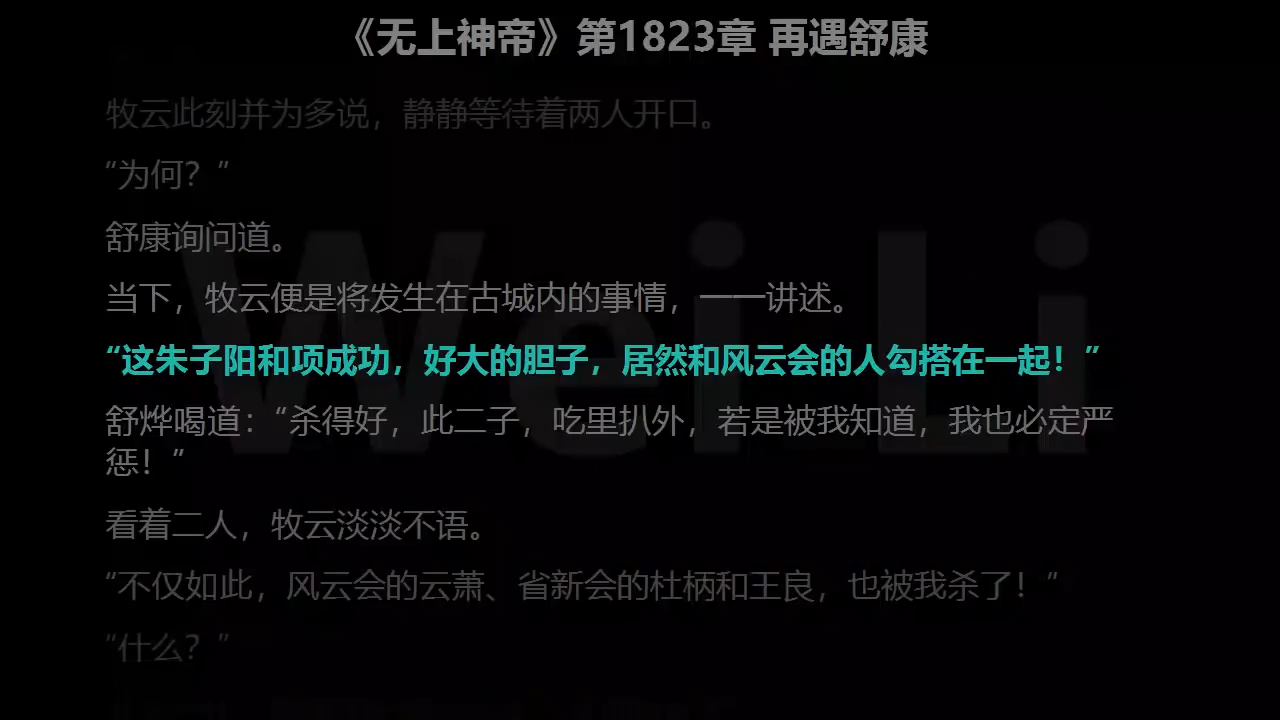 《无上神帝》第1823章 再遇舒康
牧云此刻并为多说，静静等待着两人开口。
“为何？”
舒康询问道。
当下，牧云便是将发生在古城内的事情，一一讲述。
“这朱子阳和项成功，好大的胆子，居然和风云会的人勾搭在一起！”
舒烨喝道：“杀得好，此二子，吃里扒外，若是被我知道，我也必定严
惩！”
看着二人，牧云淡淡不语。
“不仅如此，风云会的云萧、省新会的杜柄和王良，也被我杀了！”
“什么？”
Wei Li